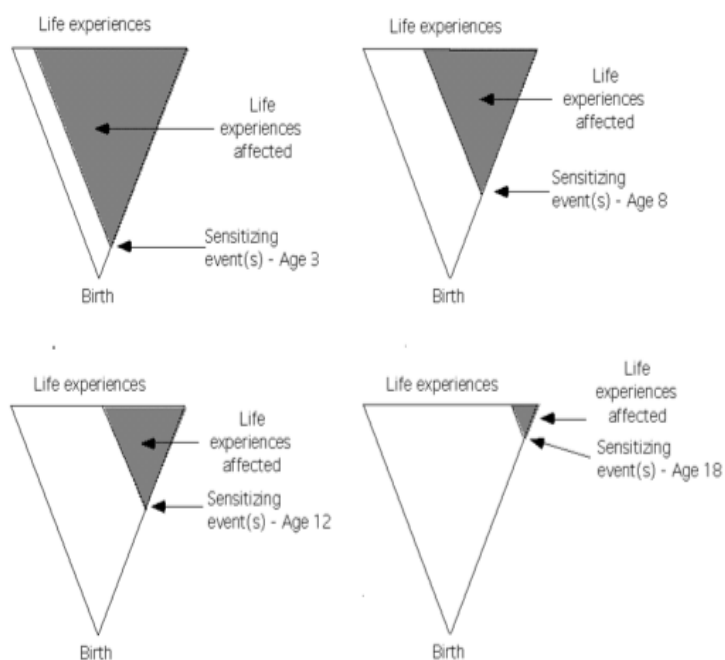 Life experiences
Life
experiences
affected
Sensitizing
event(s) - Age 3
Birth
Life experiences
Life
experiences
affected
Sensitizing
event(s) - Age 8
Birth
Life experiences
Life
experiences
affected
Sensitizing
event(s) - Age 12
Birth
Life experiences
Life
experiences
affected
Sensitizing
event(s) - Age 18
Birth